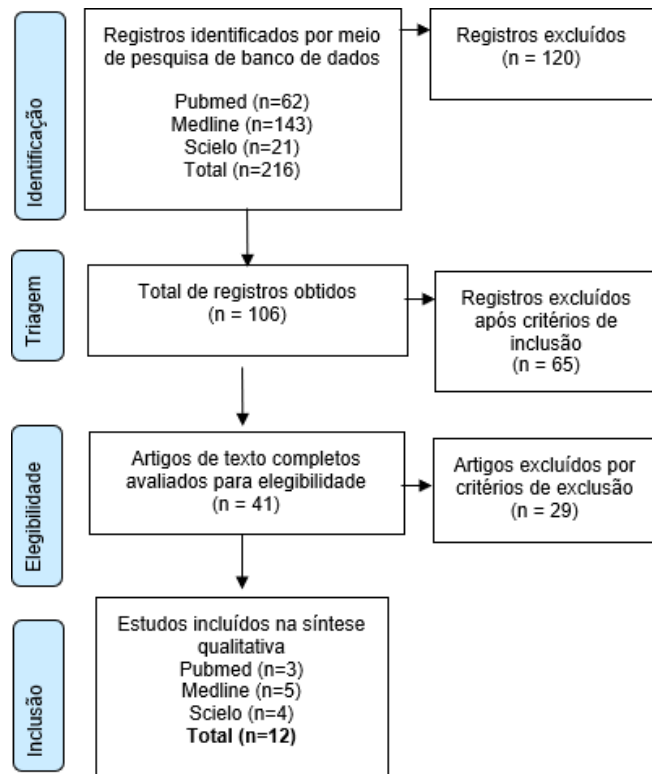 Identificação
Registros identificados por meio
de pesquisa de banco de dados
Pubmed (n=62)
Medline (n=143)
Scielo (n=21)
Total (n=216)
Registros excluídos
(n = 120)
Triagem
Total de registros obtidos
(n = 106)
Registros excluídos
após critérios de
inclusão
(n = 65)
Elegibilidade
Artigos de texto completos
avaliados para elegibilidade
(n = 41)
Artigos excluídos por
critérios de exclusão
(n = 29)
Inclusão
Estudos incluídos na síntese
qualitativa
Pubmed (n=3)
Medline (n=5)
Scielo (n=4)
Total (n=12)